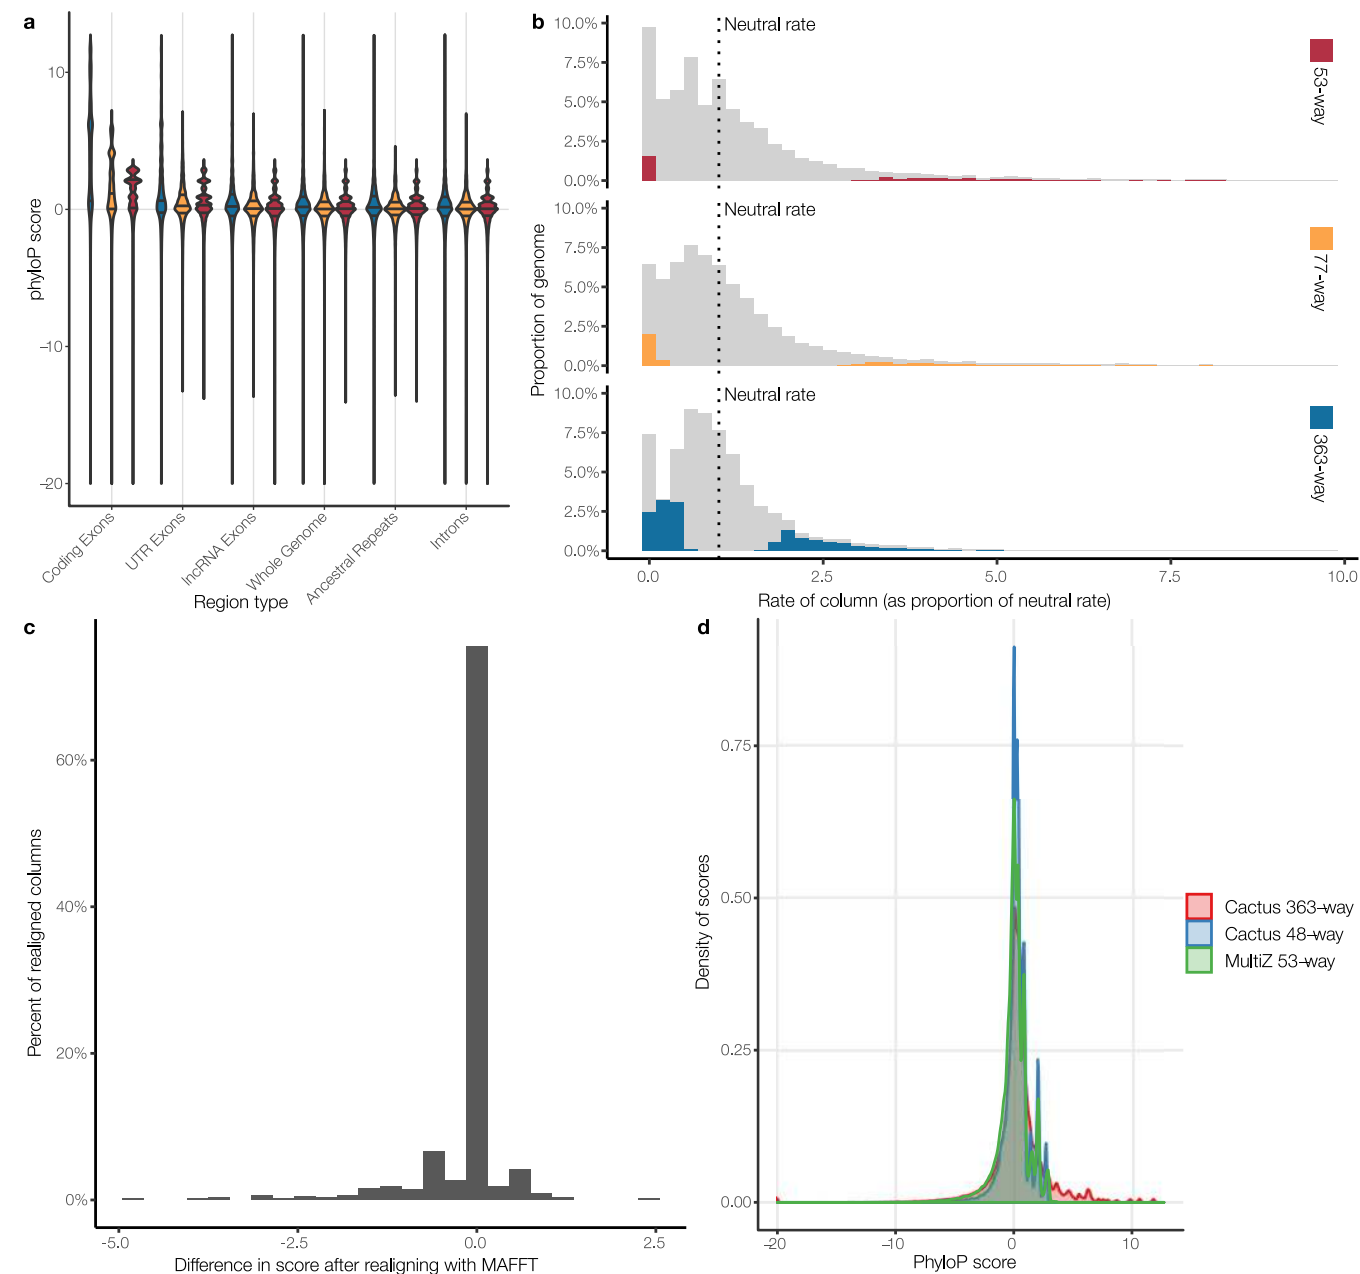 a
10
0
–10
–20
phyloP score
Coding Exons
UTR Exons
lncRNA Exons
Whole Genome
Ancestral Repeats
Introns
Region type
b
10.0%
7.5%
5.0%
2.5%
0.0%
Neutral rate
53-way
10.0%
7.5%
5.0%
2.5%
0.0%
Neutral rate
77-way
10.0%
7.5%
5.0%
2.5%
0.0%
Neutral rate
363-way
Proportion of genome
0.0
2.5
5.0
7.5
10.0
Rate of column (as proportion of neutral rate)
c
60%
40%
20%
0%
Percent of realigned columns
-5.0
-2.5
0.0
2.5
Difference in score after realigning with MAFFT
d
0.75
0.50
0.25
0.00
Density of scores
–20
–10
0
10
PhyloP score
Cactus 363–way
Cactus 48–way
MultiZ 53–way